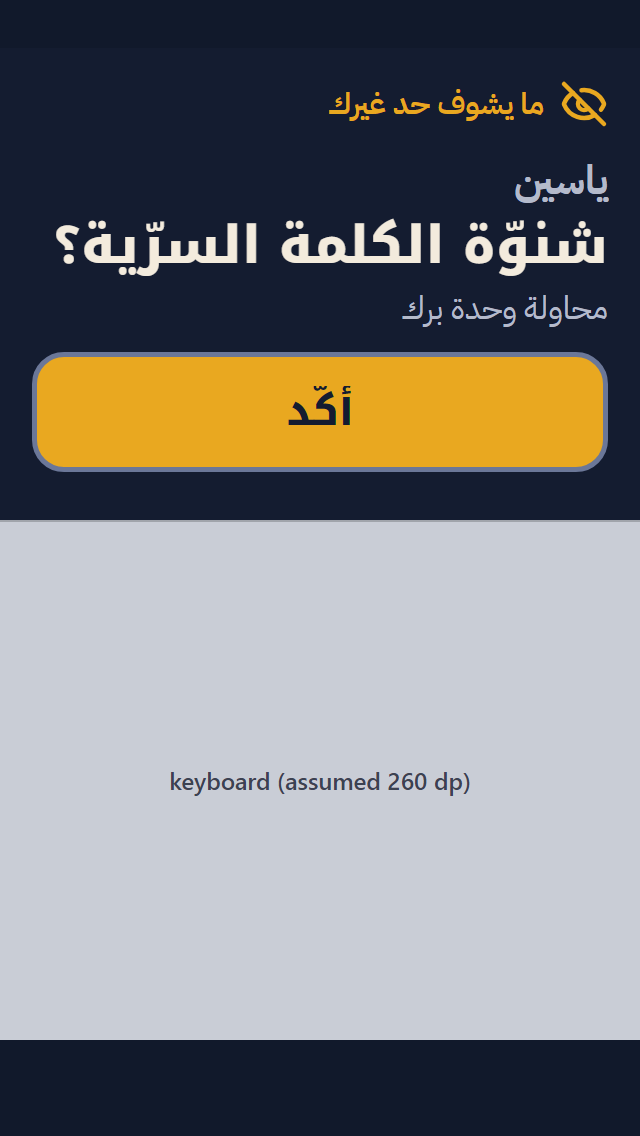 ما يشوف حد غيرك
ياسين
شنوّة الكلمة السرّية؟
محاولة وحدة برك
أكّد
keyboard (assumed 260 dp)